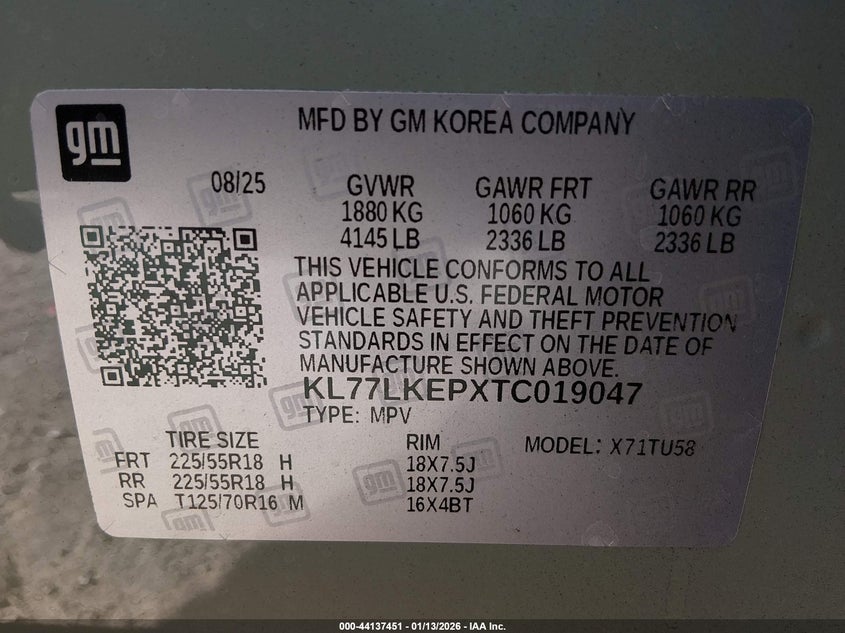 gm
MFD BY GM KOREA COMPANY
08/25 GVWR GAWR FRT GAWR RR
1880 KG 1060 KG 1060 KG
4145 LB 2336 LB 2336 LB
THIS VEHICLE CONFORMS TO ALL
APPLICABLE U.S. FEDERAL MOTOR
VEHICLE SAFETY AND THEFT PREVENTION
STANDARDS IN EFFECT ON THE DATE OF
MANUFACTURE SHOWN ABOVE.
KL77LKEPXTC019047
TYPE: MPV
TIRE SIZE RIM MODEL: X71TU58
FRT 225/55R18 H 18X7.5J
RR 225/55R18 H 18X7.5J
SPA T125/70R16 M 16X4BT
000-44137451 - 01/13/2026 - IAA Inc.